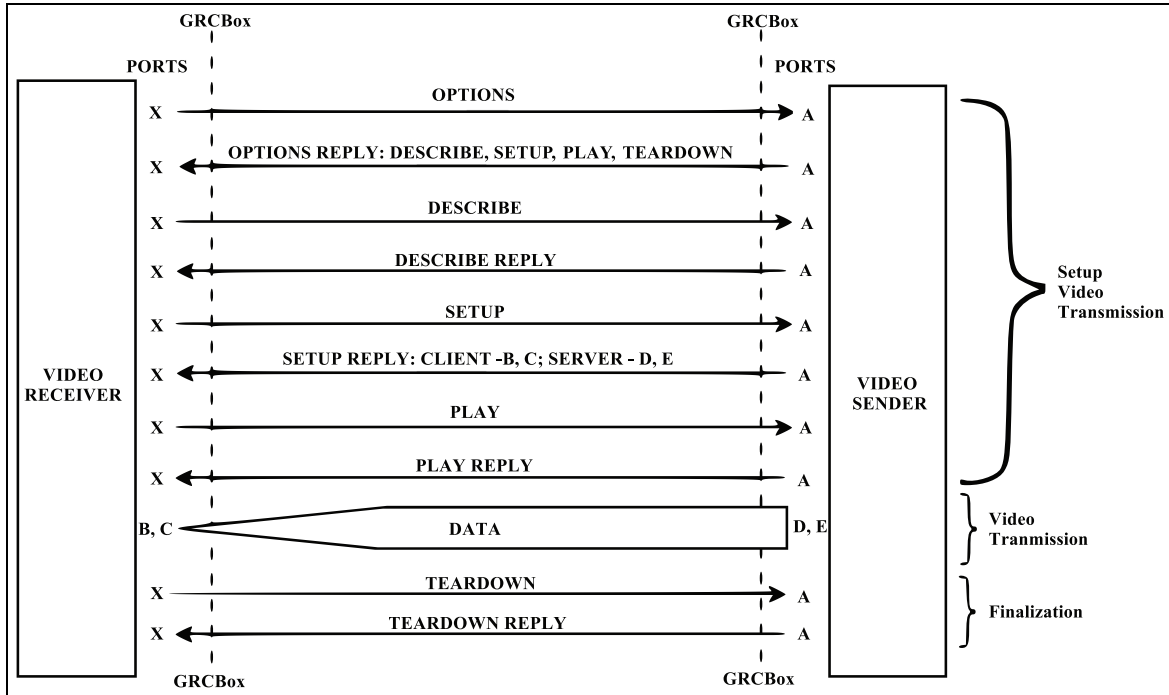 GRCBox GRCBox
PORTS PORTS
X OPTIONS A
X OPTIONS REPLY: DESCRIBE, SETUP, PLAY, TEARDOWN A
X DESCRIBE A
X DESCRIBE REPLY A
X SETUP A
X SETUP REPLY: CLIENT -B, C; SERVER - D, E A
X PLAY A
X PLAY REPLY A
B, C DATA D, E
X TEARDOWN A
X TEARDOWN REPLY A
GRCBox GRCBox
VIDEO
RECEIVER
VIDEO
SENDER
Setup
Video
Transmission
Video
Tranmission
Finalization